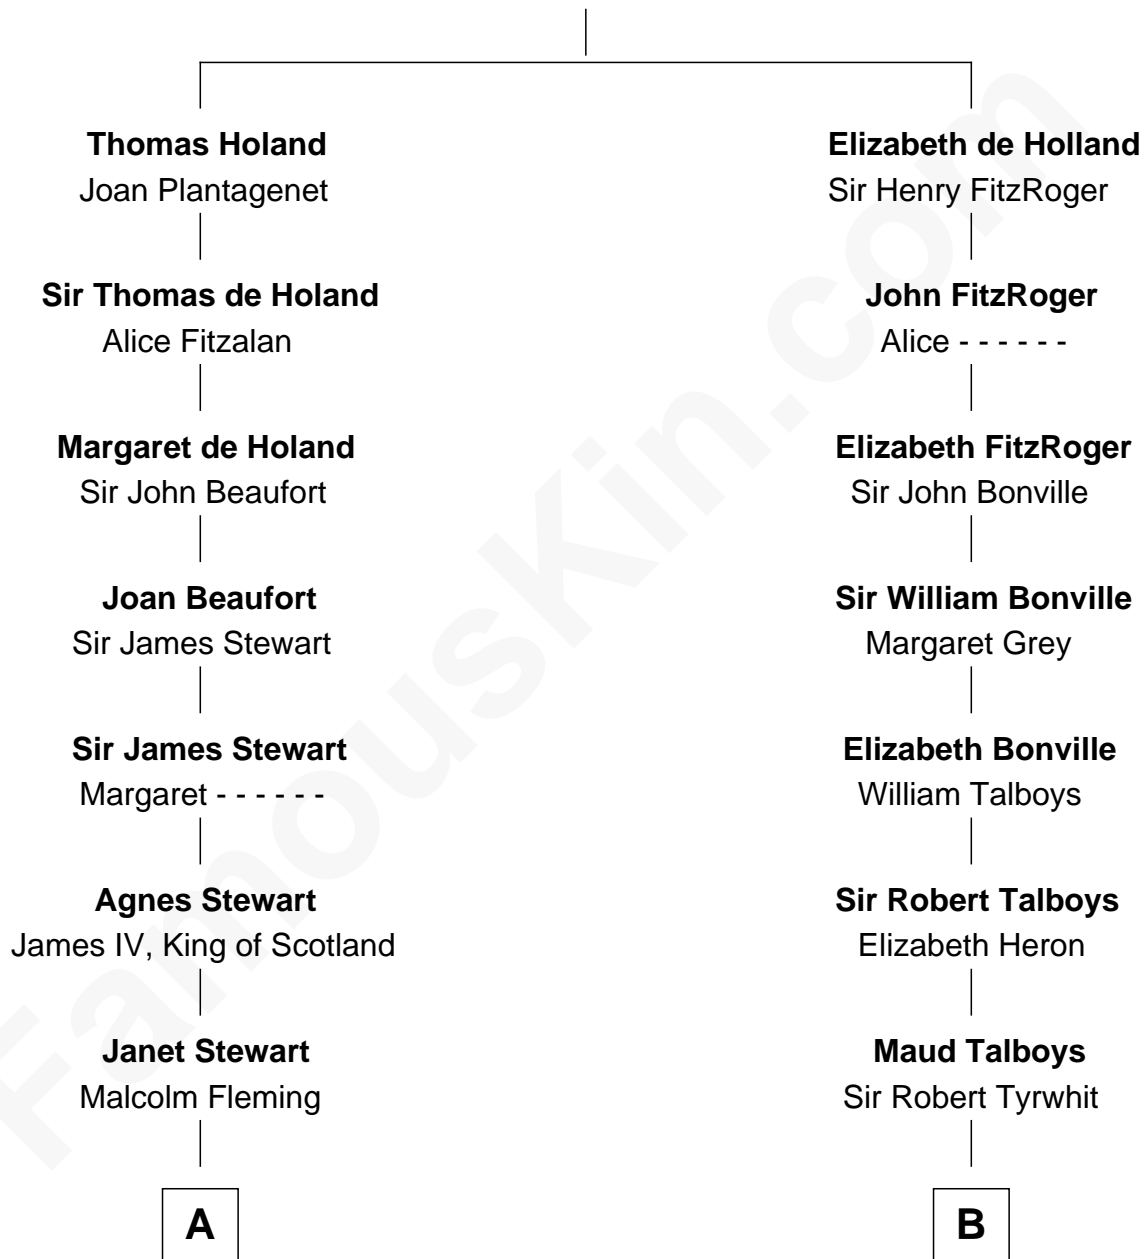 Thomas Holand
Joan Plantagenet
Sir Thomas de Holand
Alice Fitzalan
Margaret de Holand
Sir John Beaufort
Joan Beaufort
Sir James Stewart
Sir James Stewart
Margaret - - - - - -
Agnes Stewart
James IV, King of Scotland
Janet Stewart
Malcolm Fleming
A
Elizabeth de Holland
Sir Henry FitzRoger
John FitzRoger
Alice - - - - - -
Elizabeth FitzRoger
Sir John Bonville
Sir William Bonville
Margaret Grey
Elizabeth Bonville
William Talboys
Sir Robert Talboys
Elizabeth Heron
Maud Talboys
Sir Robert Tyrwhit
B
FamousKin.com